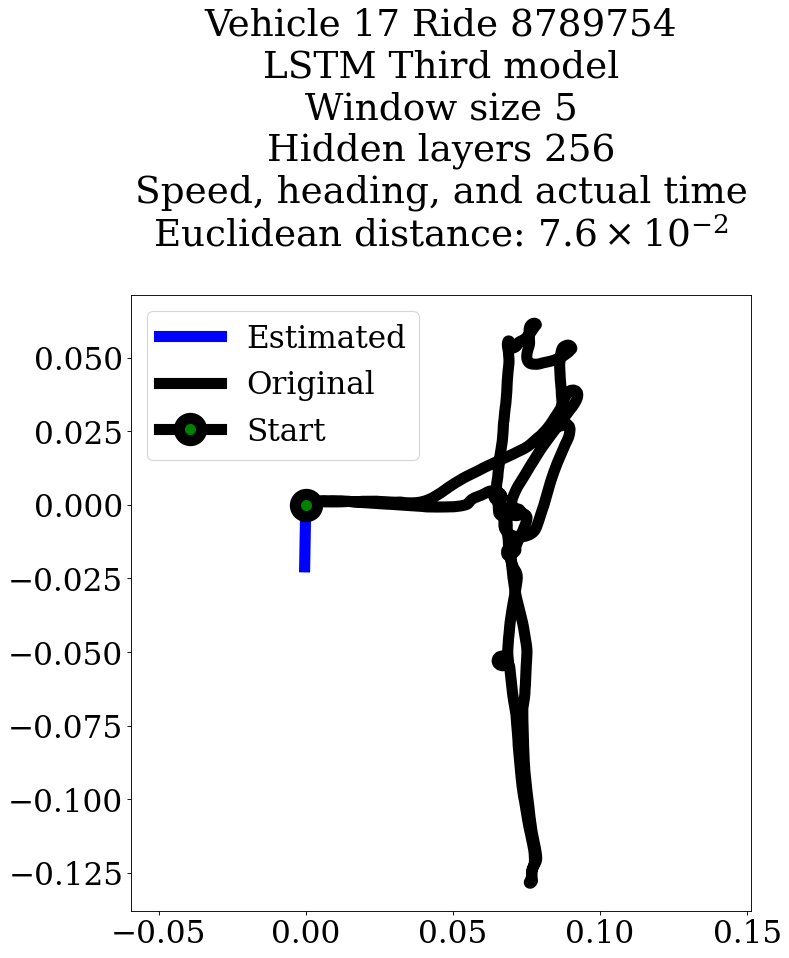 Vehicle 17 Ride 8789754
LSTM Third model
Window size 5
Hidden layers 256
Speed, heading, and actual time
Euclidean distance: 7.6 × 10⁻²
Estimated
Original
Start
0.050
0.025
0.000
−0.025
−0.050
−0.075
−0.100
−0.125
−0.05 0.00 0.05 0.10 0.15